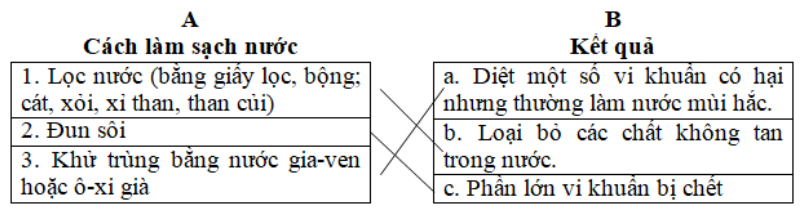 A
Cách làm sạch nước
1. Lọc nước (bằng giấy lọc, bộng;
cát, xỏi, xỉ than, than củi)
2. Đun sôi
3. Khử trùng bằng nước gia-ven
hoặc ô-xi già
B
Kết quả
a. Diệt một số vi khuẩn có hại
nhưng thường làm nước mùi hắc.
b. Loại bỏ các chất không tan
trong nước.
c. Phần lớn vi khuẩn bị chết